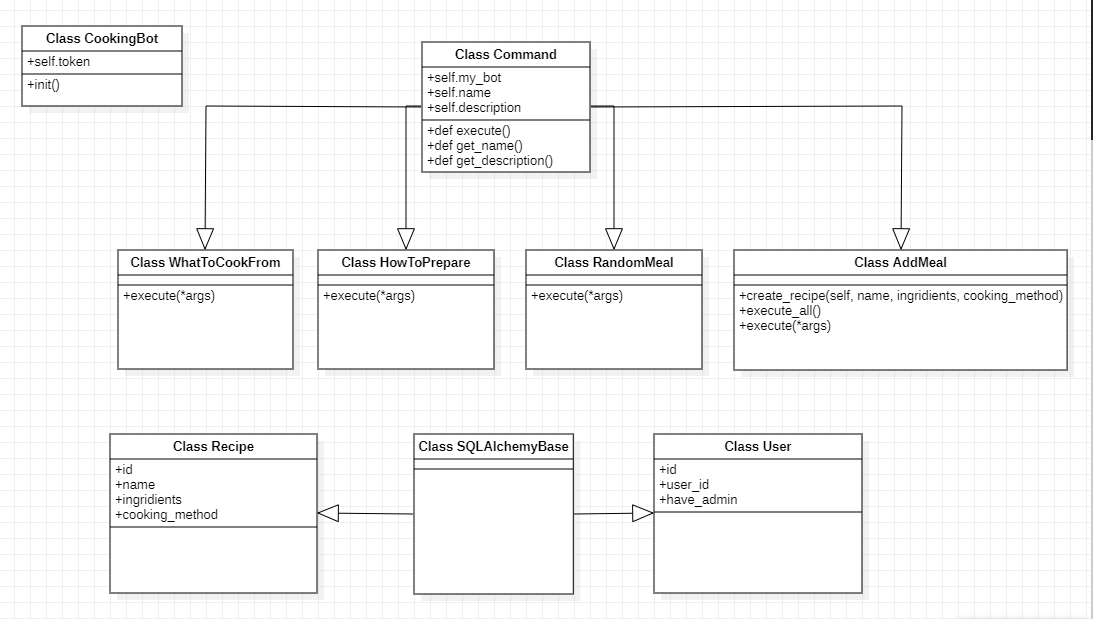 Class CookingBot
+self.token
+init()
Class Command
+self.my_bot
+self.name
+self.description
+def execute()
+def get_name()
+def get_description()
Class WhatToCookFrom
+execute(*args)
Class HowToPrepare
+execute(*args)
Class RandomMeal
+execute(*args)
Class AddMeal
+create_recipe(self, name, ingridients, cooking_method)
+execute_all()
+execute(*args)
Class Recipe
+id
+name
+ingridients
+cooking_method
Class SQLAlchemyBase
Class User
+id
+user_id
+have_admin